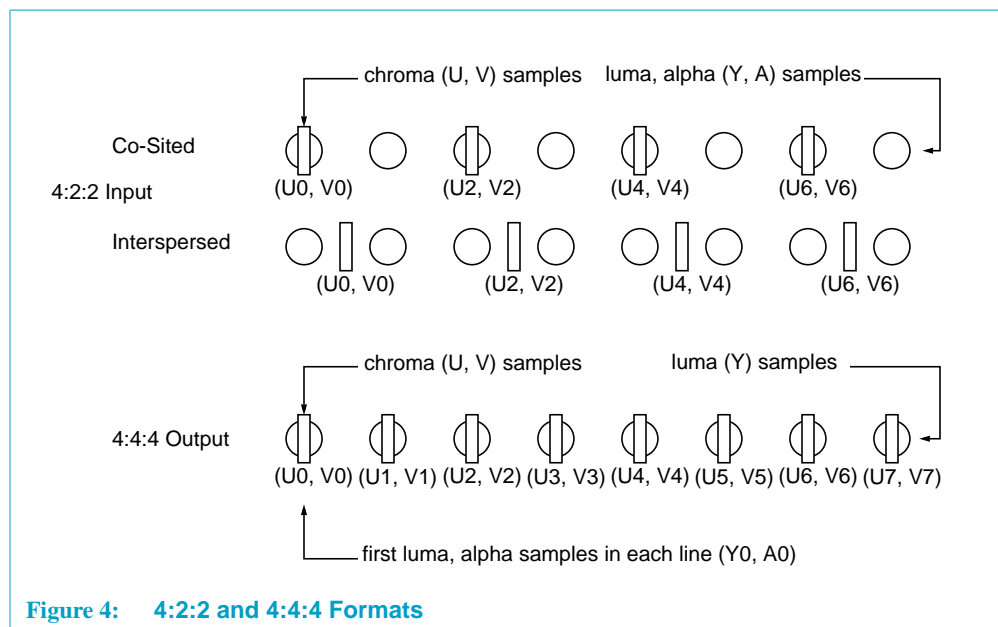 chroma (U, V) samples luma, alpha (Y, A) samples
Co-Sited
(U0, V0) (U2, V2) (U4, V4) (U6, V6)
4:2:2 Input
Interspersed
(U0, V0) (U2, V2) (U4, V4) (U6, V6)
chroma (U, V) samples luma (Y) samples
4:4:4 Output
(U0, V0) (U1, V1) (U2, V2) (U3, V3) (U4, V4) (U5, V5) (U6, V6) (U7, V7)
first luma, alpha samples in each line (Y0, A0)
Figure 4: 4:2:2 and 4:4:4 Formats